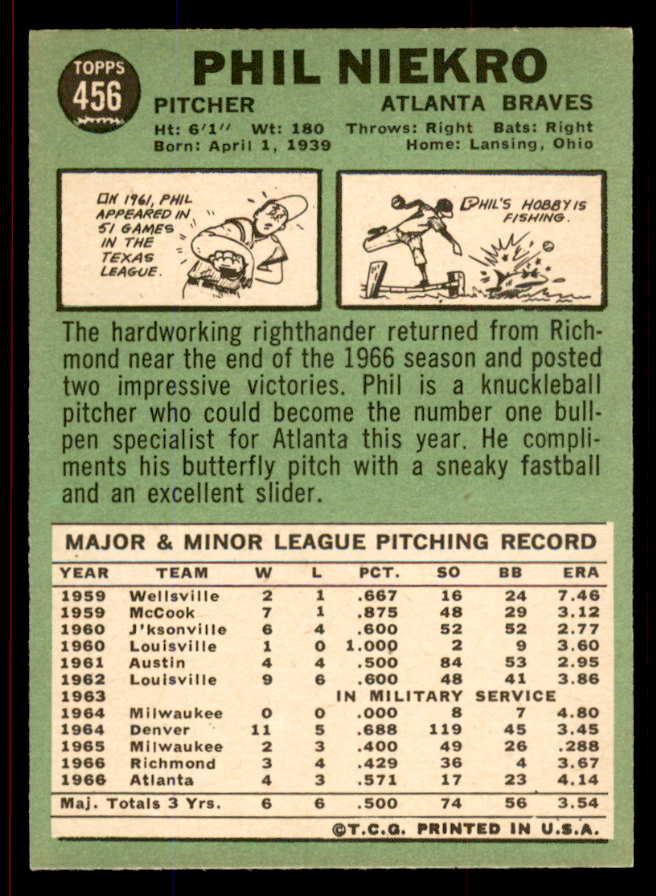 TOPPS
456
PHIL NIEKRO
PITCHER ATLANTA BRAVES
Ht: 6'1" Wt: 180 Throws: Right Bats: Right
Born: April 1, 1939 Home: Lansing, Ohio
IN 1961, PHIL
APPEARED IN
51 GAMES
IN THE
TEXAS
LEAGUE.
PHIL'S HOBBY IS
FISHING.
The hardworking righthander returned from Rich-
mond near the end of the 1966 season and posted
two impressive victories. Phil is a knuckleball
pitcher who could become the number one bull-
pen specialist for Atlanta this year. He compli-
ments his butterfly pitch with a sneaky fastball
and an excellent slider.
MAJOR & MINOR LEAGUE PITCHING RECORD
YEAR TEAM W L PCT. SO BB ERA
1959 Wellsville 2 1 .667 16 24 7.46
1959 McCook 7 1 .875 48 29 3.12
1960 J'ksonville 6 4 .600 52 52 2.77
1960 Louisville 1 0 1.000 2 9 3.60
1961 Austin 4 4 .500 84 53 2.95
1962 Louisville 9 6 .600 48 41 3.86
1963 IN MILITARY SERVICE
1964 Milwaukee 0 0 .000 8 7 4.80
1964 Denver 11 5 .688 119 45 3.45
1965 Milwaukee 2 3 .400 49 26 .288
1966 Richmond 3 4 .429 36 4 3.67
1966 Atlanta 4 3 .571 17 23 4.14
Maj. Totals 3 Yrs. 6 6 .500 74 56 3.54
©T.C.G. PRINTED IN U.S.A.